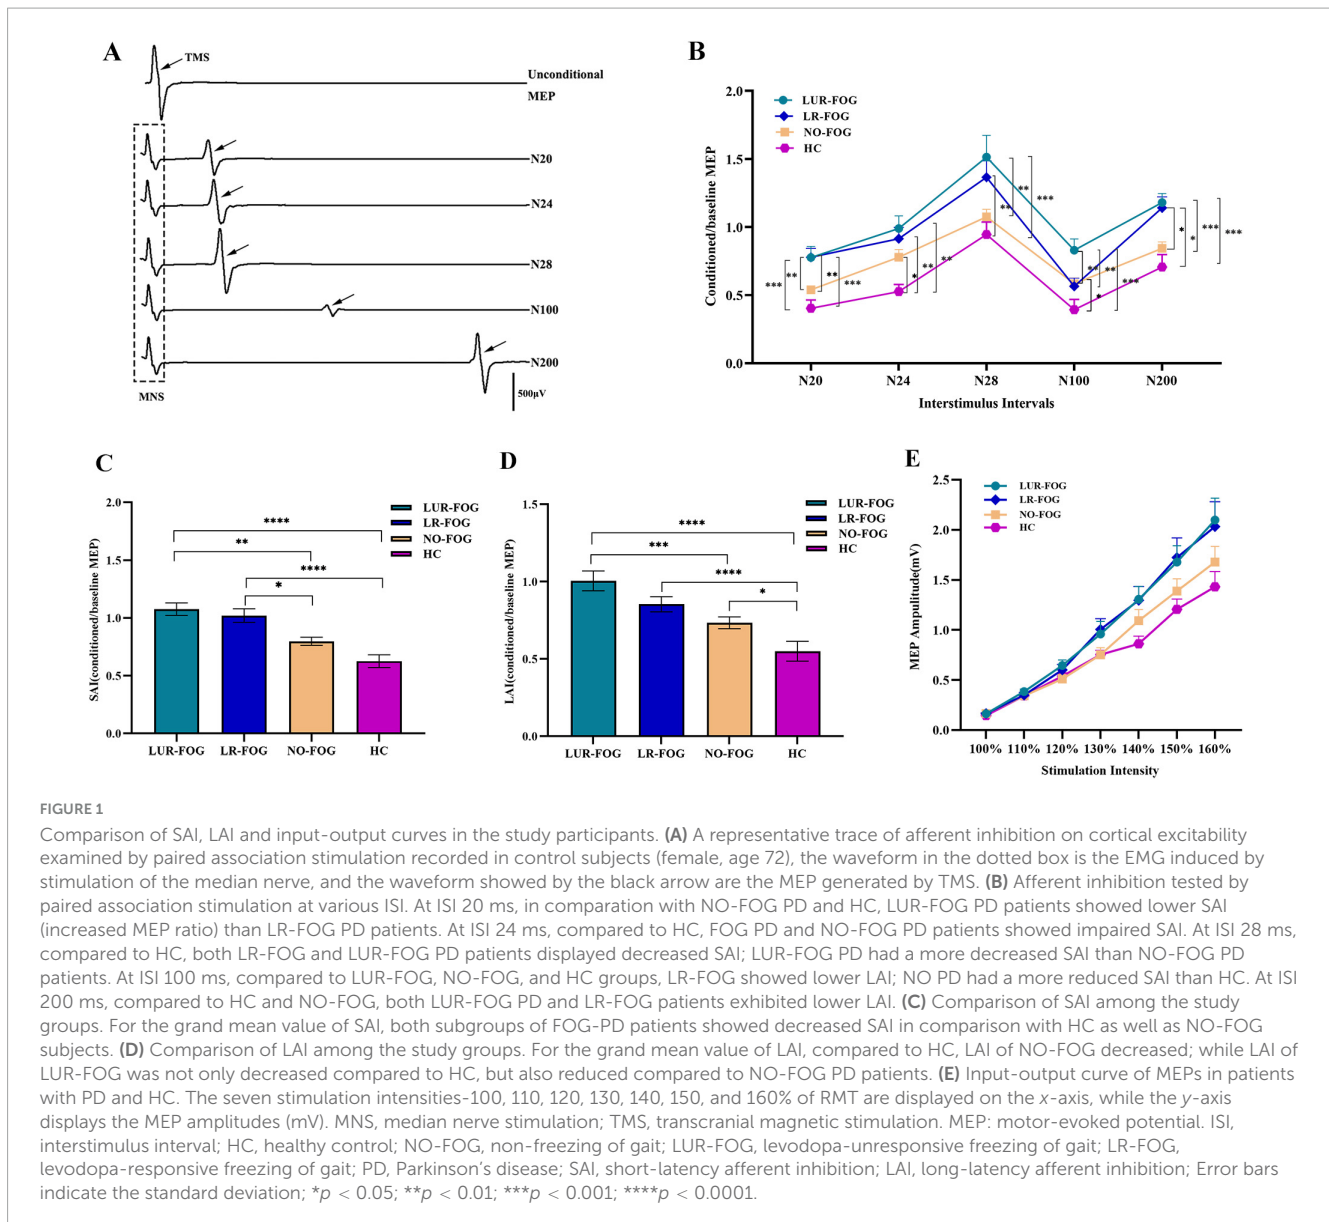 A
TMS
Unconditional
MEP
N20
N24
N28
N100
N200
MNS
500μV
B
2.0
1.5
1.0
0.5
0.0
Conditioned/baseline MEP
LUR-FOG
LR-FOG
NO-FOG
HC
*** ** ** ***
* ** **
** ** ***
** ** * ***
* * *** ***
N20 N24 N28 N100 N200
Interstimulus Intervals
C
2.0
1.5
1.0
0.5
0.0
SAI(conditioned/baseline MEP)
LUR-FOG
LR-FOG
NO-FOG
HC
****
**
****
*
LUR-FOG LR-FOG NO-FOG HC
D
1.5
1.0
0.5
0.0
LAI(conditioned/baseline MEP)
LUR-FOG
LR-FOG
NO-FOG
HC
****
***
****
*
LUR-FOG LR-FOG NO-FOG HC
E
2.5
2.0
1.5
1.0
0.5
0.0
MEP Amplitude(mV)
LUR-FOG
LR-FOG
NO-FOG
HC
100% 110% 120% 130% 140% 150% 160%
Stimulation Intensity
FIGURE 1
Comparison of SAI, LAI and input-output curves in the study participants. (A) A representative trace of afferent inhibition on cortical excitability
examined by paired association stimulation recorded in control subjects (female, age 72), the waveform in the dotted box is the EMG induced by
stimulation of the median nerve, and the waveform showed by the black arrow are the MEP generated by TMS. (B) Afferent inhibition tested by
paired association stimulation at various ISI. At ISI 20 ms, in comparation with NO-FOG PD and HC, LUR-FOG PD patients showed lower SAI
(increased MEP ratio) than LR-FOG PD patients. At ISI 24 ms, compared to HC, FOG PD and NO-FOG PD patients showed impaired SAI. At ISI 28 ms,
compared to HC, both LR-FOG and LUR-FOG PD patients displayed decreased SAI; LUR-FOG PD had a more decreased SAI than NO-FOG PD
patients. At ISI 100 ms, compared to LUR-FOG, NO-FOG, and HC groups, LR-FOG showed lower LAI; NO PD had a more reduced SAI than HC. At ISI
200 ms, compared to HC and NO-FOG, both LUR-FOG PD and LR-FOG patients exhibited lower LAI. (C) Comparison of SAI among the study
groups. For the grand mean value of SAI, both subgroups of FOG-PD patients showed decreased SAI in comparison with HC as well as NO-FOG
subjects. (D) Comparison of LAI among the study groups. For the grand mean value of LAI, compared to HC, LAI of NO-FOG decreased; while LAI of
LUR-FOG was not only decreased compared to HC, but also reduced compared to NO-FOG PD patients. (E) Input-output curve of MEPs in patients
with PD and HC. The seven stimulation intensities-100, 110, 120, 130, 140, 150, and 160% of RMT are displayed on the x-axis, while the y-axis
displays the MEP amplitudes (mV). MNS, median nerve stimulation; TMS, transcranial magnetic stimulation. MEP: motor-evoked potential. ISI,
interstimulus interval; HC, healthy control; NO-FOG, non-freezing of gait; LUR-FOG, levodopa-unresponsive freezing of gait; LR-FOG,
levodopa-responsive freezing of gait; PD, Parkinson's disease; SAI, short-latency afferent inhibition; LAI, long-latency afferent inhibition; Error bars
indicate the standard deviation; *p < 0.05; **p < 0.01; ***p < 0.001; ****p < 0.0001.